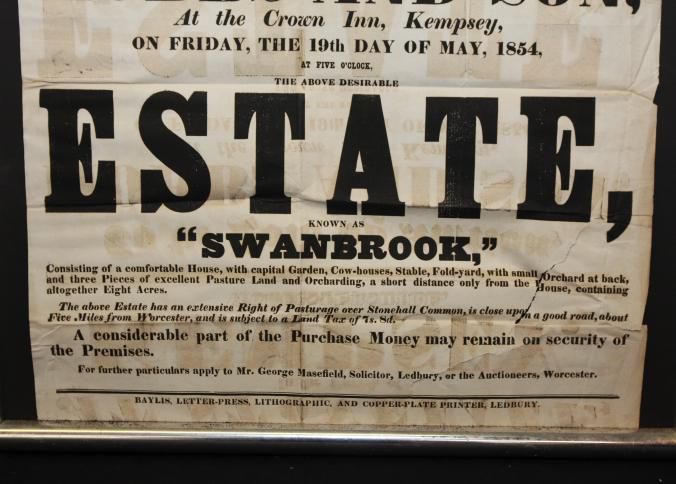 AND SON,
At the Crown Inn, Kempsey,
ON FRIDAY, THE 19th DAY OF MAY, 1854,
AT FIVE O'CLOCK,
THE ABOVE DESIRABLE
ESTATE,
KNOWN AS
"SWANBROOK,"
Consisting of a comfortable House, with capital Garden, Cow-houses, Stable, Fold-yard, with small Orchard at back,
and three Pieces of excellent Pasture Land and Orcharding, a short distance only from the House, containing
altogether Eight Acres.
The above Estate has an extensive Right of Pasturage over Stonehall Common, is close upon a good road, about
Five Miles from Worcester, and is subject to a Land Tax of 7s. 8d.
A considerable part of the Purchase Money may remain on security of
the Premises.
For further particulars apply to Mr. George Masefield, Solicitor, Ledbury, or the Auctioneers, Worcester.
BAYLIS, LETTER-PRESS, LITHOGRAPHIC, AND COPPER-PLATE PRINTER, LEDBURY.